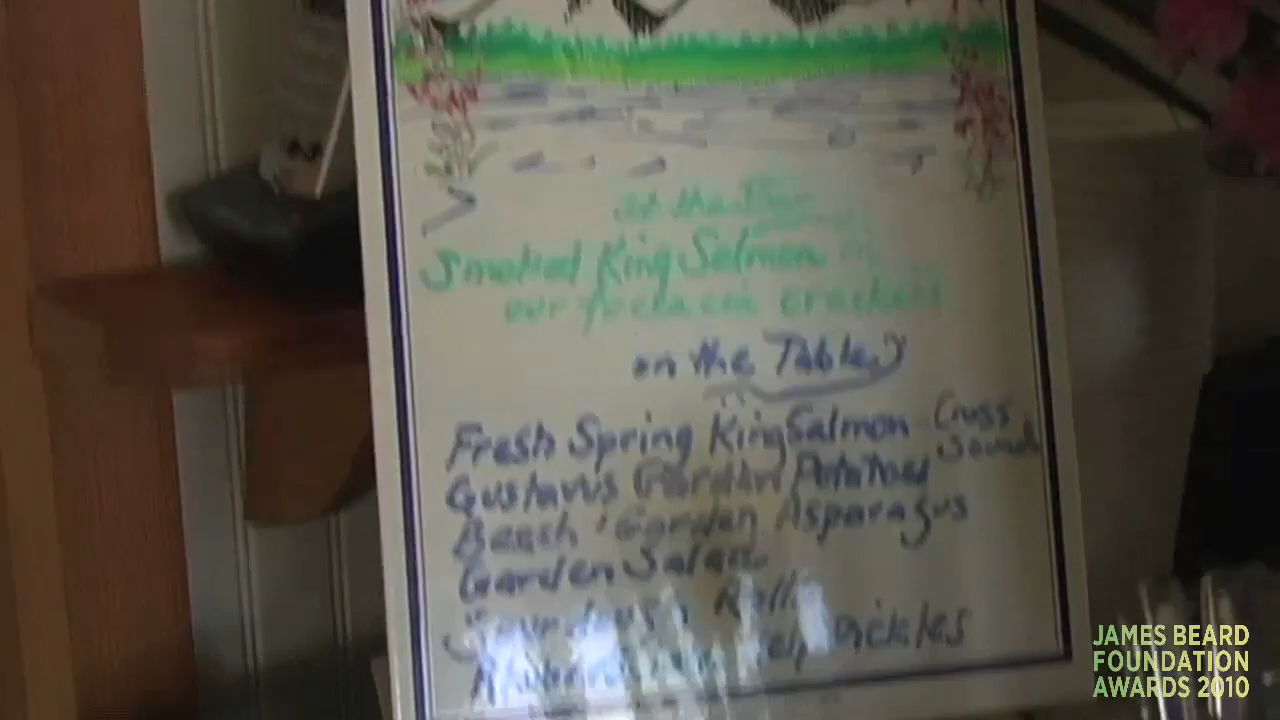 at the Bar
Smoked King Salmon
our focaccia crackers
on the Table
Fresh Spring King Salmon - Cross Sound
Gustavus Garden Potatoes
Beach & Garden Asparagus
Garden Salad
Sourdough Rolls
Kelp Pickles
JAMES BEARD
FOUNDATION
AWARDS 2010